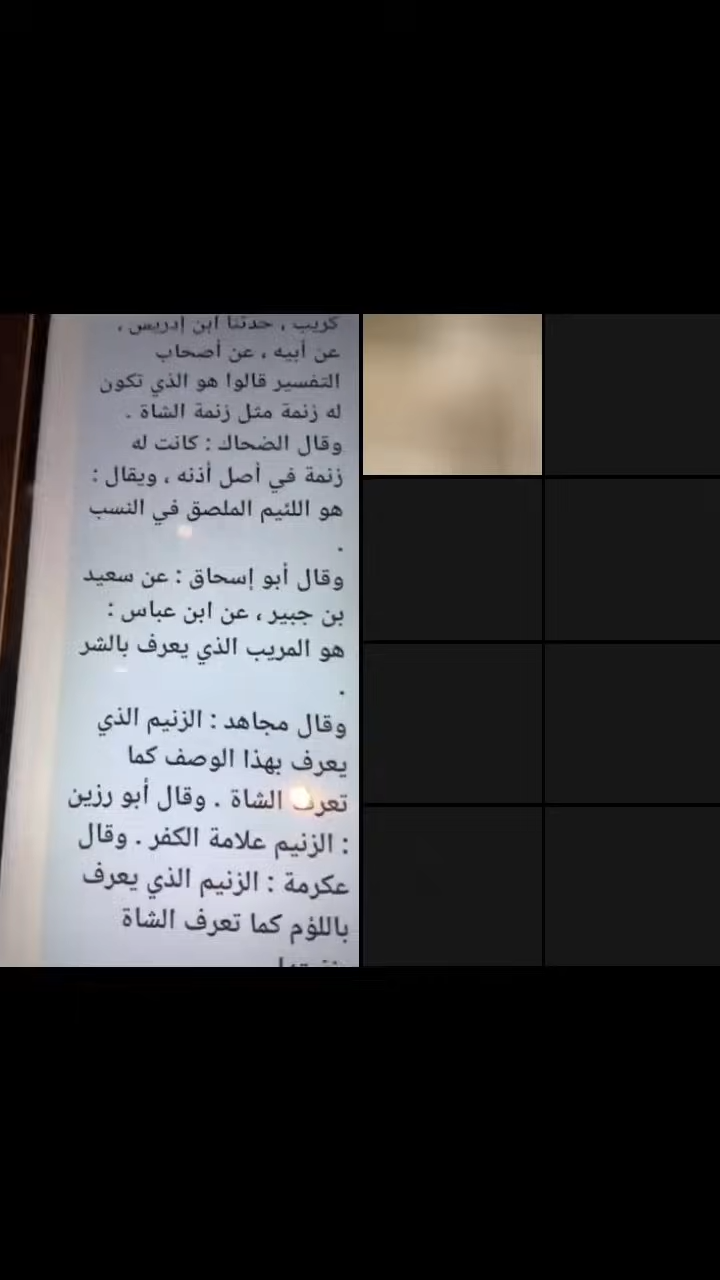 كريب ، حدثنا ابن إدريس ،
عن أبيه ، عن أصحاب
التفسير قالوا هو الذي تكون
له زنمة مثل زنمة الشاة .
وقال الضحاك : كانت له
زنمة في أصل أذنه ، ويقال :
هو اللئيم الملصق في النسب
.
وقال أبو إسحاق : عن سعيد
بن جبير ، عن ابن عباس :
هو المريب الذي يعرف بالشر
.
وقال مجاهد : الزنيم الذي
يعرف بهذا الوصف كما
تعرف الشاة . وقال أبو رزين
: الزنيم علامة الكفر . وقال
عكرمة : الزنيم الذي يعرف
باللؤم كما تعرف الشاة